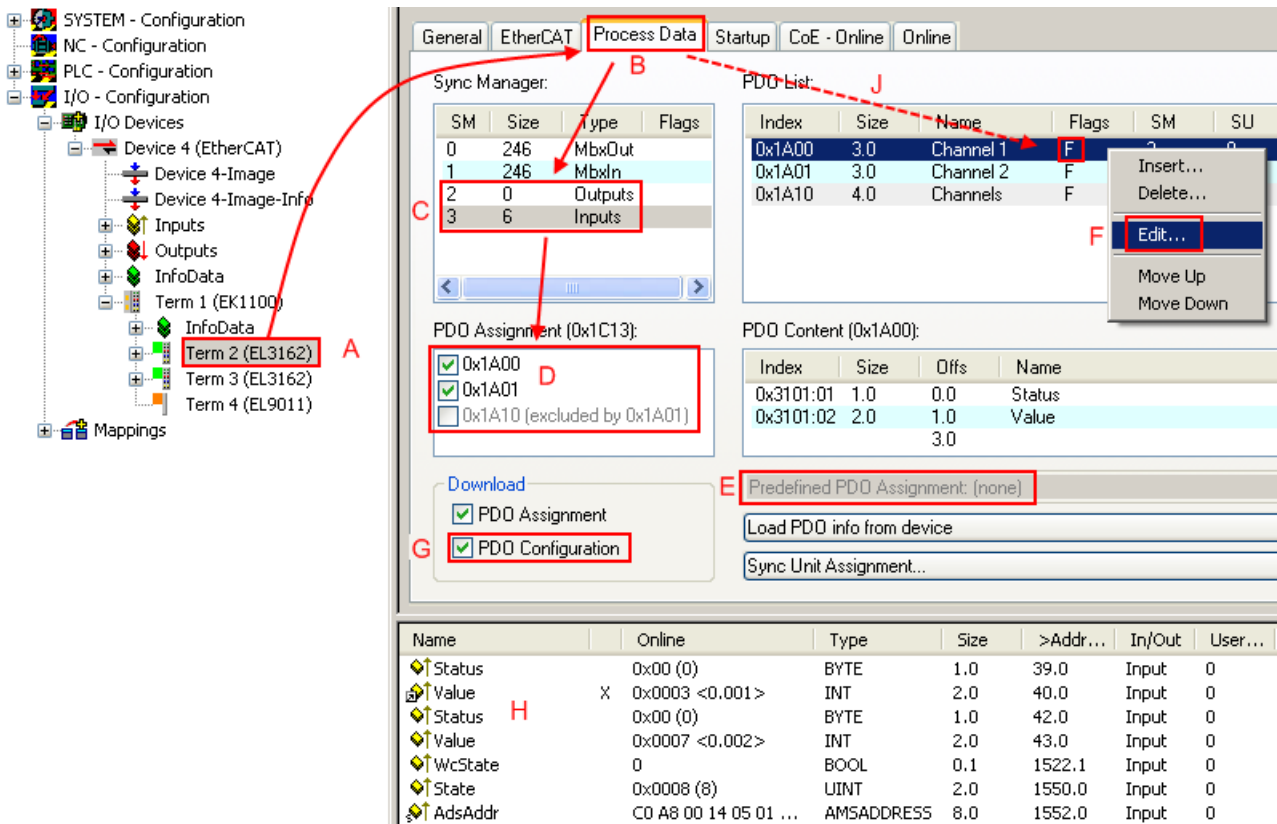 SYSTEM - Configuration
NC - Configuration
PLC - Configuration
I/O - Configuration
I/O Devices
Device 4 (EtherCAT)
Device 4-Image
Device 4-Image-Info
Inputs
Outputs
InfoData
Term 1 (EK1100)
InfoData
Term 2 (EL3162)
A
Term 3 (EL3162)
Term 4 (EL9011)
Mappings
General EtherCAT Process Data Startup CoE - Online Online
B
J
Sync Manager:
SM Size Type Flags
0 246 MbxOut
1 246 MbxIn
2 0 Outputs
3 6 Inputs
C
PDO List:
Index Size Name Flags SM SU
0x1A00 3.0 Channel 1 F
0x1A01 3.0 Channel 2 F
0x1A10 4.0 Channels F
Insert...
Delete...
F Edit...
Move Up
Move Down
PDO Assignment (0x1C13):
0x1A00
0x1A01
0x1A10 (excluded by 0x1A01)
D
PDO Content (0x1A00):
Index Size Offs Name
0x3101:01 1.0 0.0 Status
0x3101:02 2.0 1.0 Value
3.0
Download
PDO Assignment
G PDO Configuration
E Predefined PDO Assignment: (none)
Load PDO info from device
Sync Unit Assignment...
Name Online Type Size >Addr... In/Out User...
Status 0x00 (0) BYTE 1.0 39.0 Input 0
Value X 0x0003 <0.001> INT 2.0 40.0 Input 0
Status 0x00 (0) BYTE 1.0 42.0 Input 0
H
Value 0x0007 <0.002> INT 2.0 43.0 Input 0
WcState 0 BOOL 0.1 1522.1 Input 0
State 0x0008 (8) UINT 2.0 1550.0 Input 0
AdsAddr C0 A8 00 14 05 01 ... AMSADDRESS 8.0 1552.0 Input 0